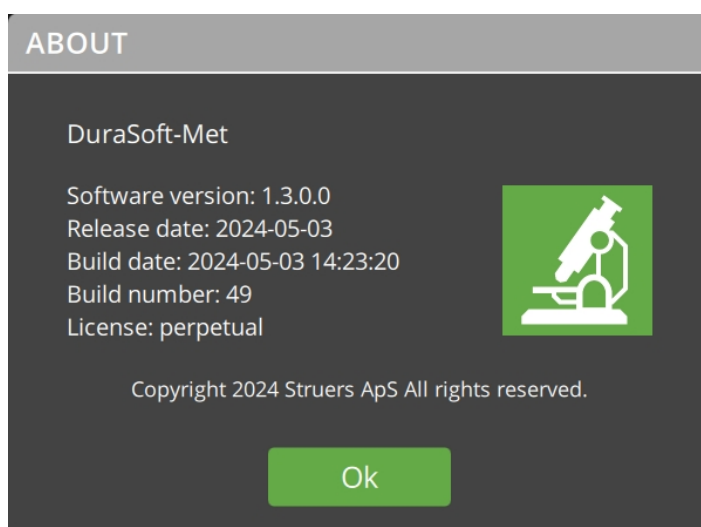 ABOUT
DuraSoft-Met
Software version: 1.3.0.0
Release date: 2024-05-03
Build date: 2024-05-03 14:23:20
Build number: 49
License: perpetual
Copyright 2024 Struers ApS All rights reserved.
Ok